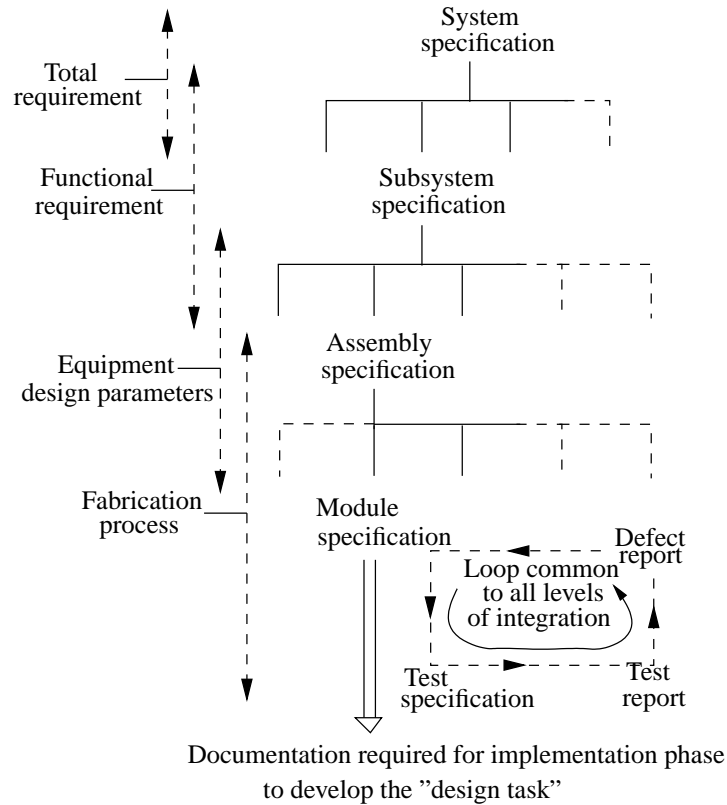 System
specification
Total
requirement
Functional
requirement
Subsystem
specification
Equipment
design parameters
Assembly
specification
Fabrication
process
Module
specification
Defect
report
Loop common
to all levels
of integration
Test
specification
Test
report
Documentation required for implementation phase
to develop the ”design task”